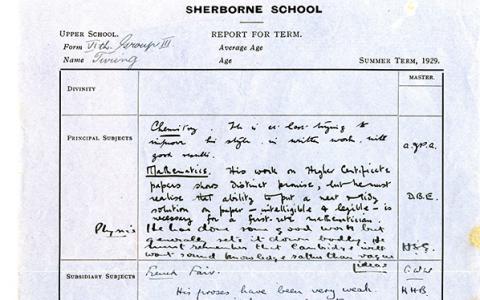 SHERBORNE SCHOOL
UPPER SCHOOL. REPORT FOR TERM.
Form VIth. Group III Average Age
Name Turing Age SUMMER TERM, 1929.
MASTER.
DIVINITY
PRINCIPAL SUBJECTS
Chemistry. He is at last trying to
improve his style in written work with
good results. A.J.P.A.
Mathematics. His work on Higher Certificate
papers shows distinct promise, but he must
realise that ability to put a neat & tidy
solution on paper – intelligible & legible – is
necessary for a first-rate mathematician. D.B.E.
Physics He has done some good work but
generally sets it down badly. He
must remember that Cambridge will
want sound knowledge rather than vague
ideas H.S.G.
SUBSIDIARY SUBJECTS
French Fair.
His proses have been very weak.